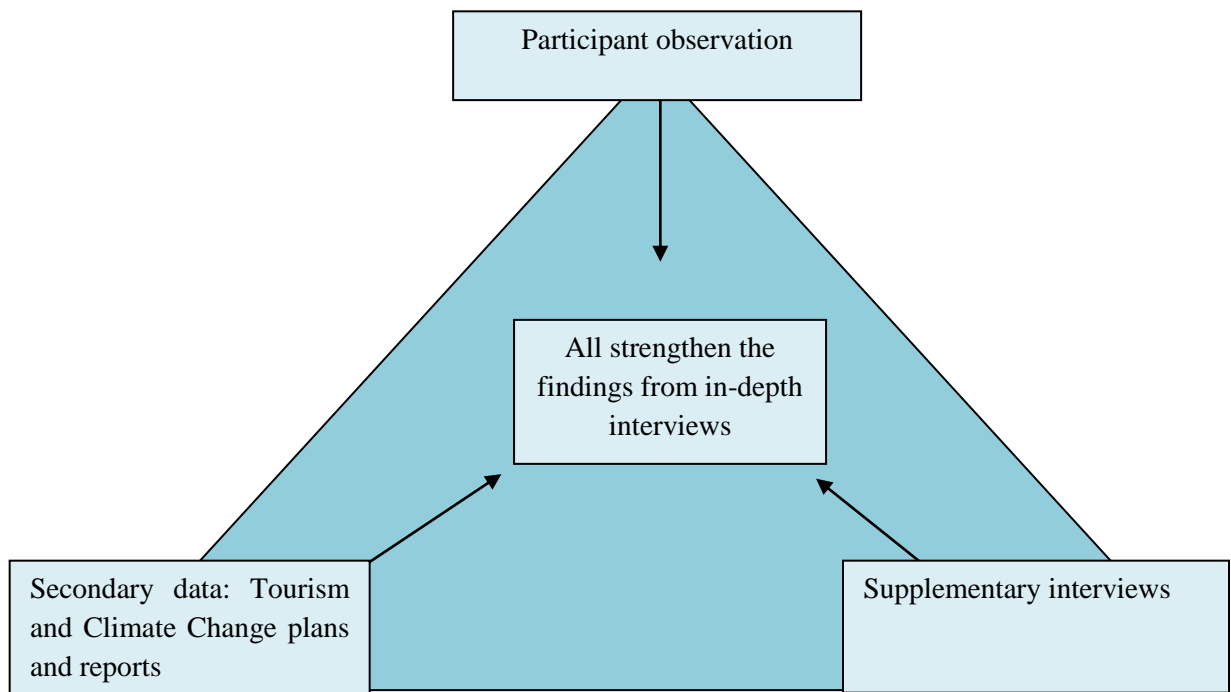 Participant observation
All strengthen the
findings from in-depth
interviews
Secondary data: Tourism
and Climate Change plans
and reports
Supplementary interviews